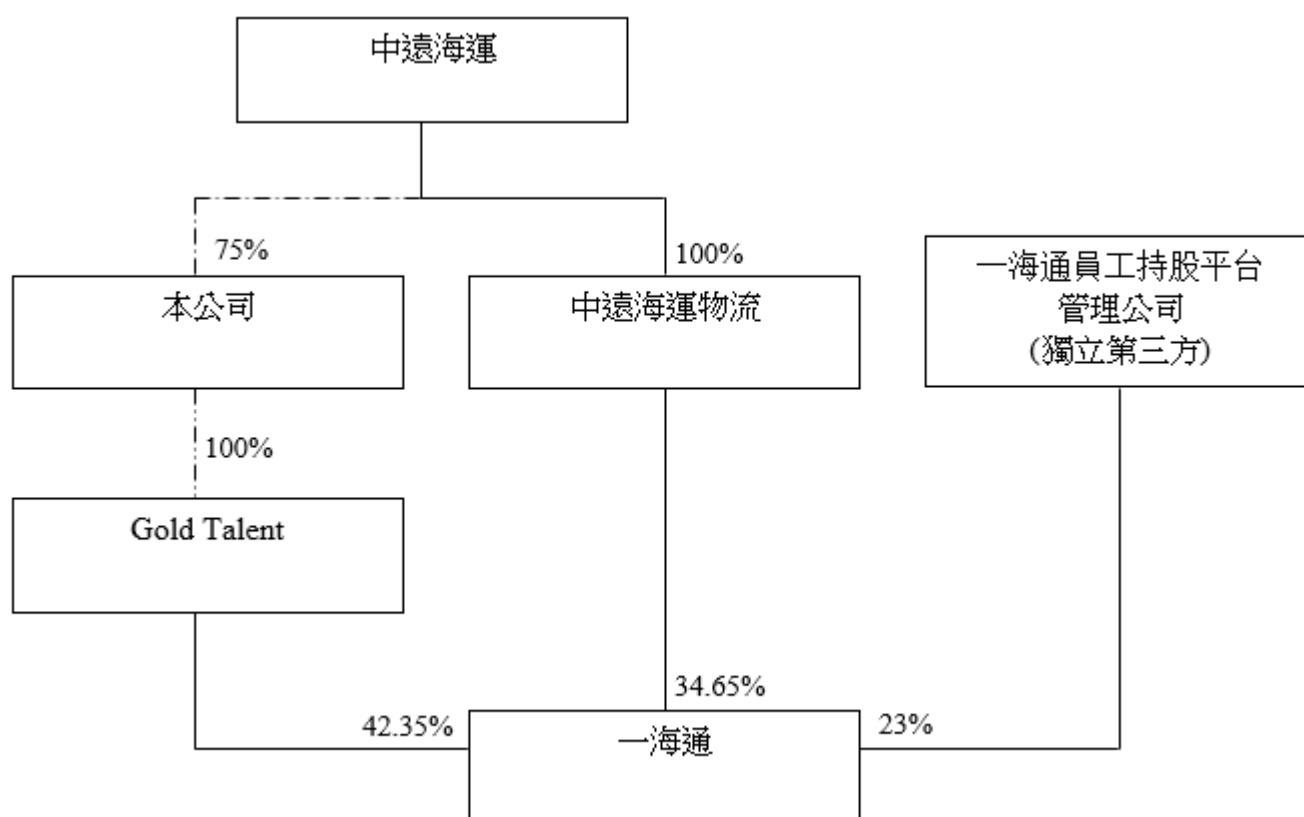 中遠海運
75%
100%
本公司
中遠海運物流
一海通員工持股平台
管理公司
(獨立第三方)
100%
Gold Talent
34.65%
42.35%
一海通
23%